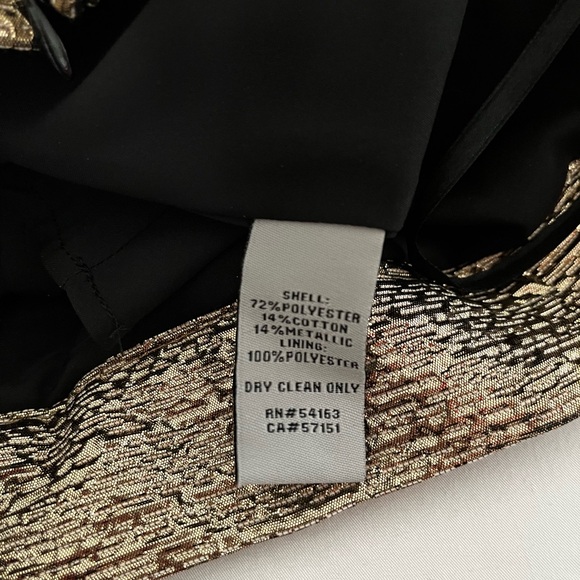 SHELL:
72%POLYESTER
14%COTTON
14%METALLIC
LINING:
100%POLYESTER
DRY CLEAN ONLY
RN#54163
CA#57151